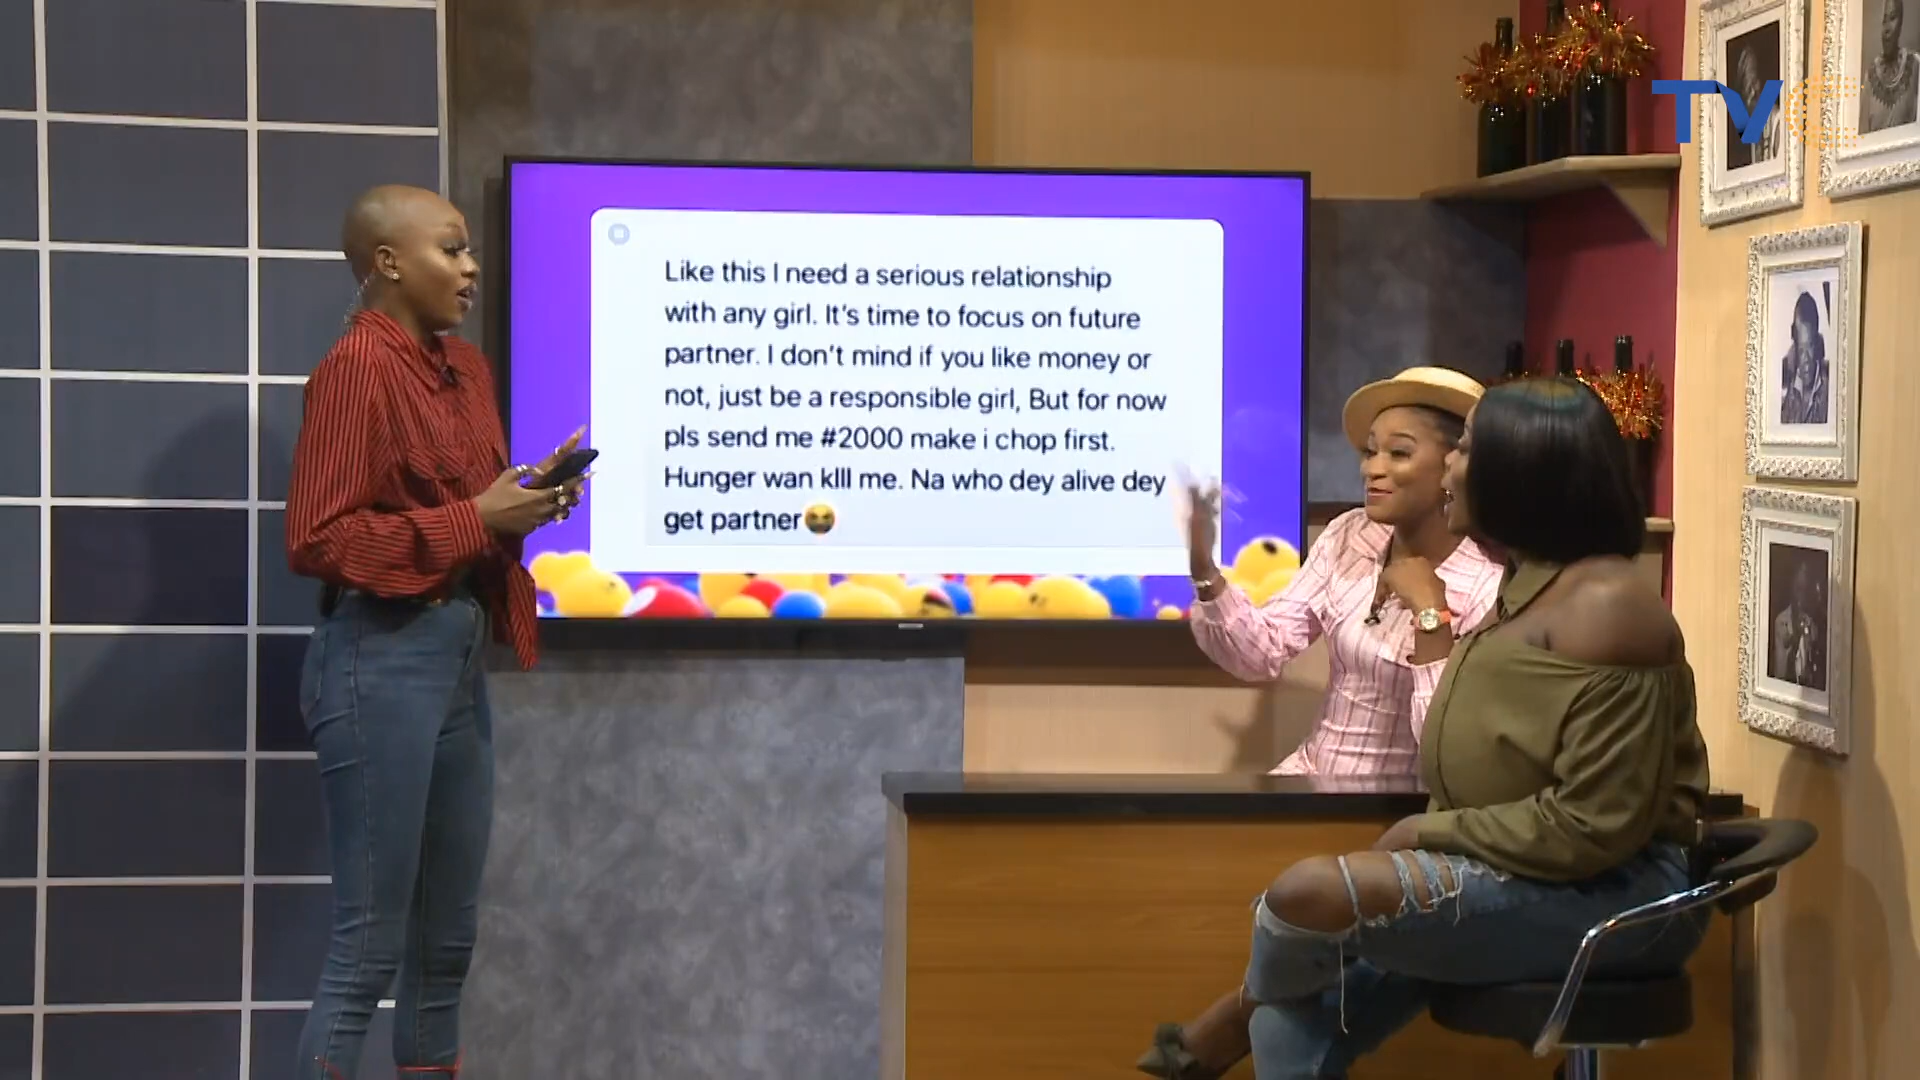 TVC
Like this I need a serious relationship
with any girl. It's time to focus on future
partner. I don't mind if you like money or
not, just be a responsible girl, But for now
pls send me #2000 make i chop first.
Hunger wan klll me. Na who dey alive dey
get partner😆